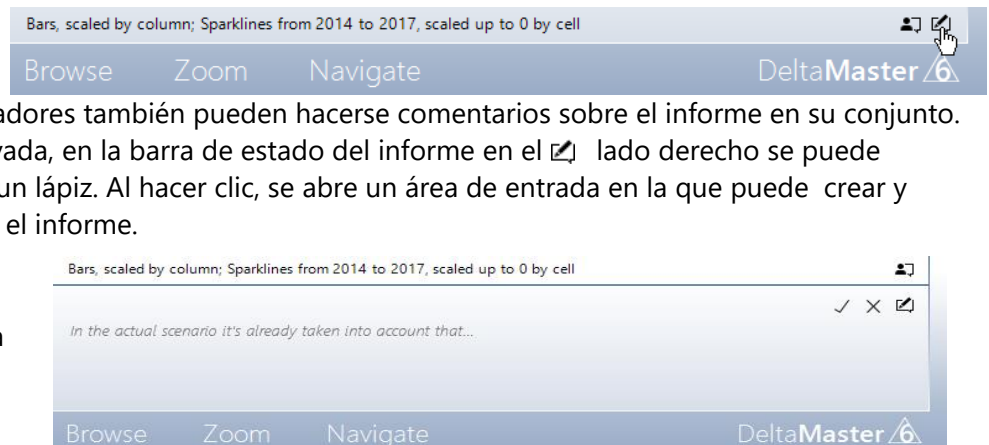 Bars, scaled by column; Sparklines from 2014 to 2017, scaled up to 0 by cell
Browse Zoom Navigate DeltaMaster 6
adores también pueden hacerse comentarios sobre el informe en su conjunto.
vada, en la barra de estado del informe en el lado derecho se puede
un lápiz. Al hacer clic, se abre un área de entrada en la que puede crear y
el informe.
Bars, scaled by column; Sparklines from 2014 to 2017, scaled up to 0 by cell
In the actual scenario it's already taken into account that...
Browse Zoom Navigate DeltaMaster 6